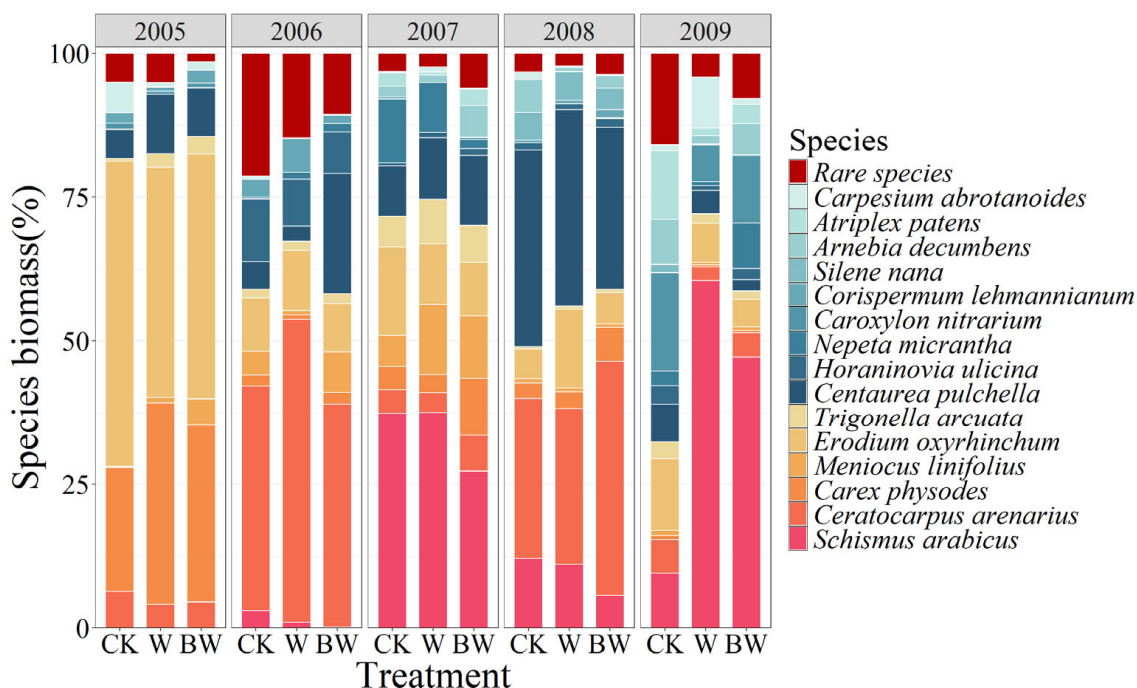 2005 2006 2007 2008 2009
100
75
50
25
0
Species biomass(%)
CK W BW CK W BW CK W BW CK W BW CK W BW
Treatment
Species
Rare species
Carpesium abrotanoides
Atriplex patens
Arnebia decumbens
Silene nana
Corispermum lehmannianum
Caroxylon nitrarium
Nepeta micrantha
Horaninovia ulicina
Centaurea pulchella
Trigonella arcuata
Erodium oxyrhinchum
Meniocus linifolius
Carex physodes
Ceratocarpus arenarius
Schismus arabicus